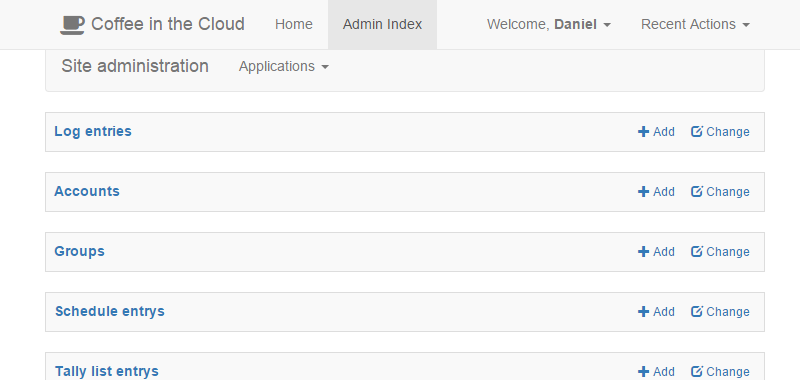 Coffee in the Cloud Home Admin Index Welcome, Daniel Recent Actions
Site administration Applications
Log entries Add Change
Accounts Add Change
Groups Add Change
Schedule entrys Add Change
Tally list entrys Add Change